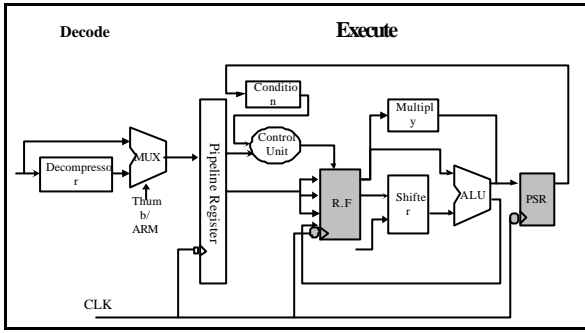 Decode
Execute
Conditio
n
Multipl
y
Control
Unit
Pipeline Register
MUX
Decompresso
r
R.F
Shifte
r
ALU
PSR
Thum
b/
ARM
CLK